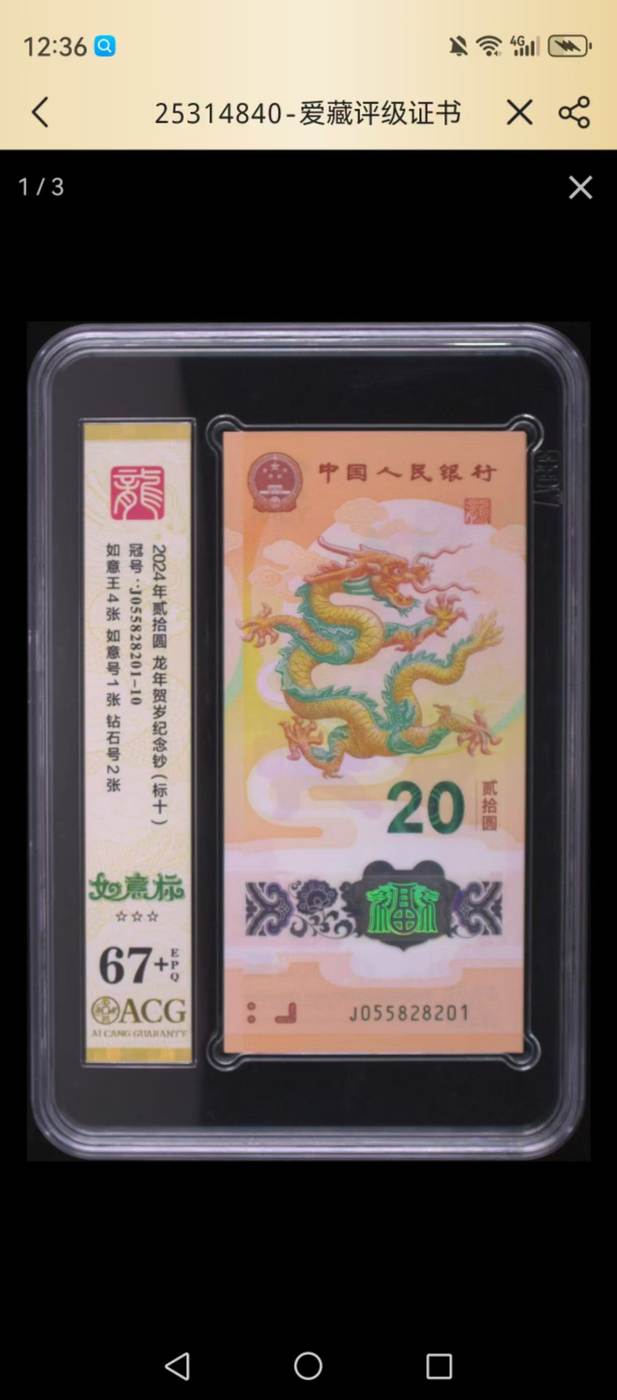 12:36
4G
25314840-爱藏评级证书
1/3
龍
2024年贰拾圆 龙年贺岁纪念钞(标十)
冠号:J055828201-10
如意王4张 如意号1张 钻石号2张
如意标
☆☆☆
67+EPQ
ACG
AI CANG GUARANTY
中国人民银行
龍
20
贰拾圆
福
J055828201